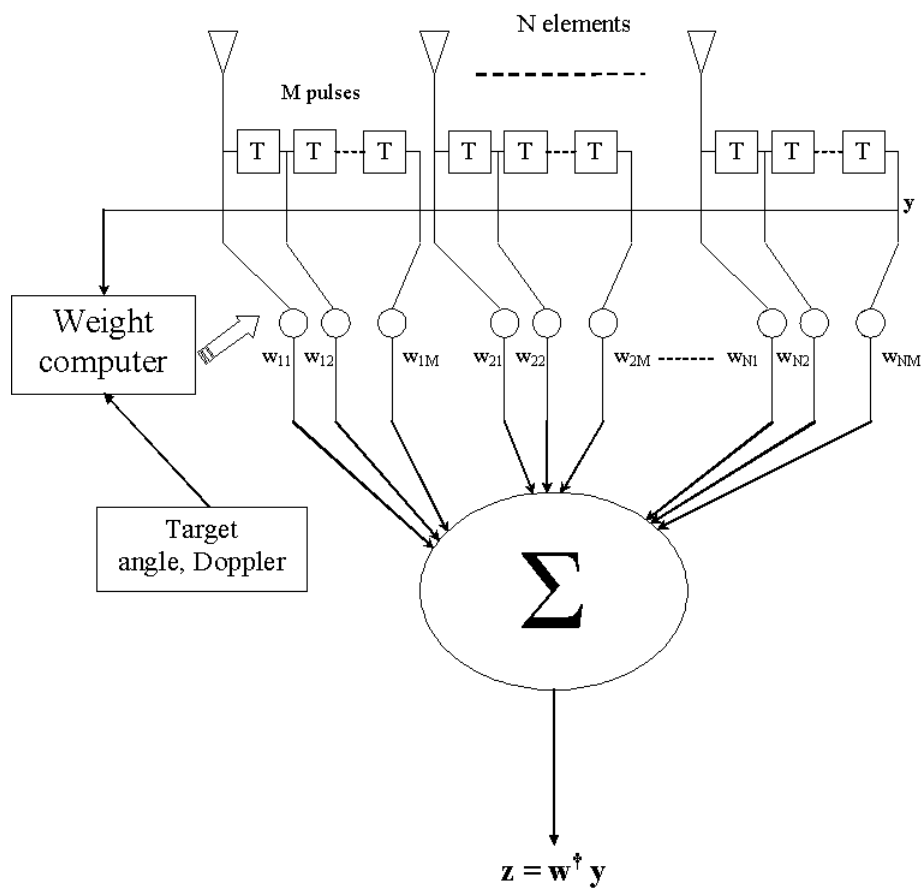 N elements
M pulses
T T T T T T T T T
y
Weight
computer
w11 w12 w1M w21 w22 w2M wN1 wN2 wNM
Target
angle, Doppler
Σ
z = w† y